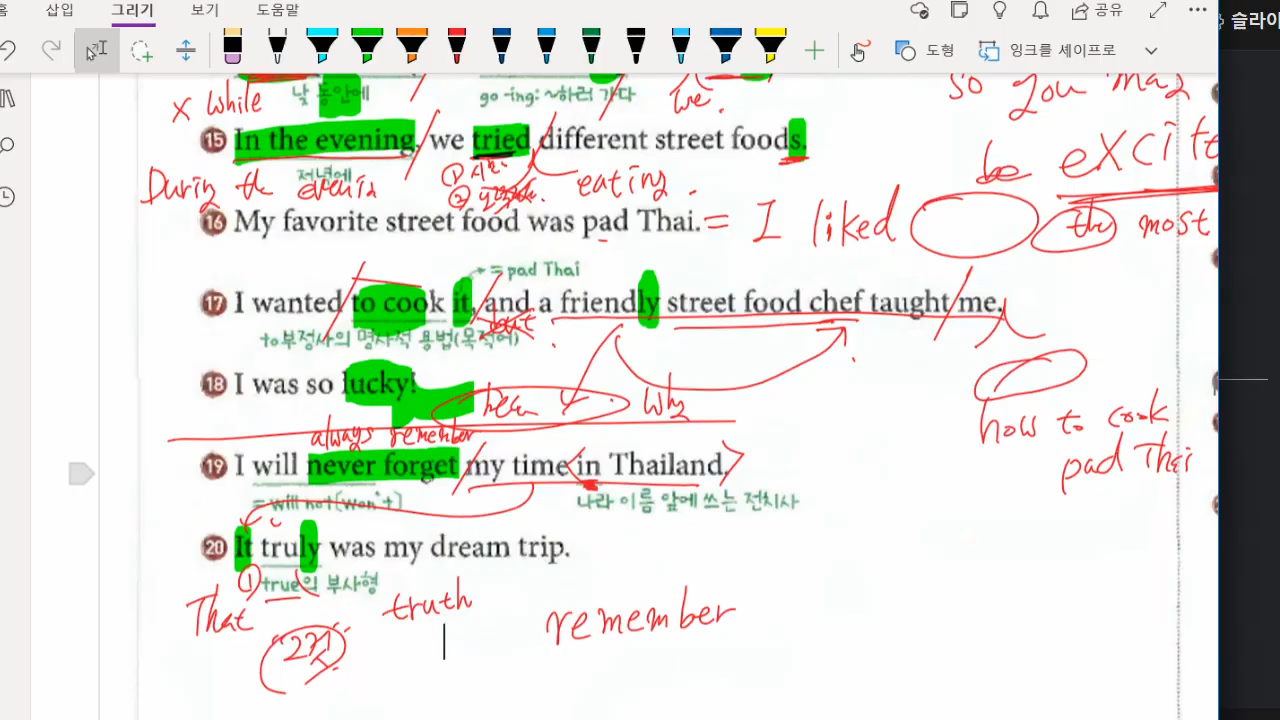 홈 삽입 그리기 보기 도움말 공유 슬라이
도형 잉크를 셰이프로
낮 동안에 go -ing: ~하러 가다 we. so you may
X while
15 In the evening, we tried different street foods. be excite
저녁에 ① ② eating.
During the evenin
16 My favorite street food was pad Thai. = I liked the most
= pad Thai
17 I wanted to cook it, and a friendly street food chef taught me.
to부정사의 명사적 용법(목적어) but
18 I was so lucky! how to cook
why pad Thai
always remember
19 I will never forget my time in Thailand.
= will not[won't] 나라 이름 앞에 쓰는 전치사
20 It truly was my dream trip.
① true의 부사형
That truth remember